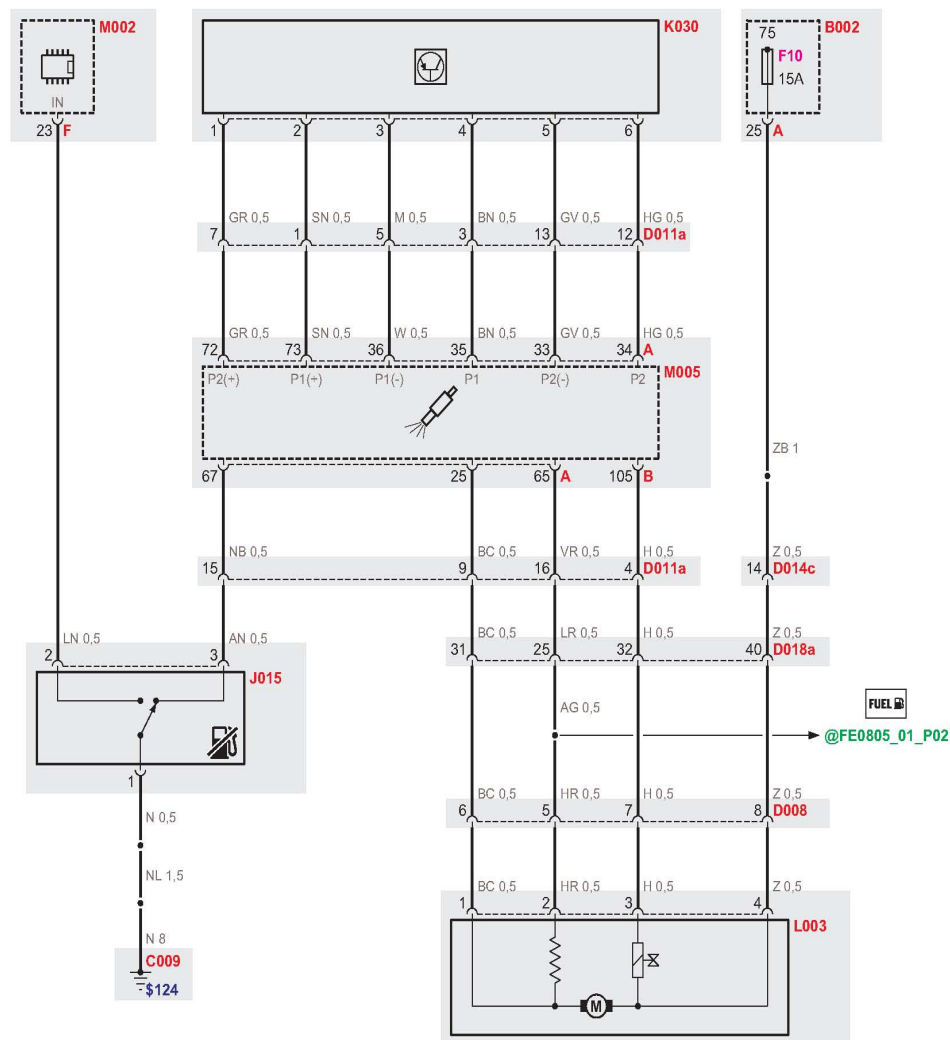 M002 K030 B002
75
F10
15A
IN
23 F 1 2 3 4 5 6 25 A
GR 0,5 SN 0,5 M 0,5 BN 0,5 GV 0,5 HG 0,5
7 1 5 3 13 12 D011a
GR 0,5 SN 0,5 W 0,5 BN 0,5 GV 0,5 HG 0,5
72 73 36 35 33 34 A
M005
P2(+) P1(+) P1(-) P1 P2(-) P2
ZB 1
67 25 65 A 105 B
NB 0,5 BC 0,5 VR 0,5 H 0,5 Z 0,5
15 9 16 4 D011a 14 D014c
LN 0,5 AN 0,5 BC 0,5 LR 0,5 H 0,5 Z 0,5
2 3 31 25 32 40 D018a
J015
FUEL
AG 0,5
@FE0805_01_P02
1
BC 0,5 HR 0,5 H 0,5 Z 0,5
6 5 7 8 D008
N 0,5
NL 1,5
BC 0,5 HR 0,5 H 0,5 Z 0,5
1 2 3 4
L003
N 8
C009
$124
M